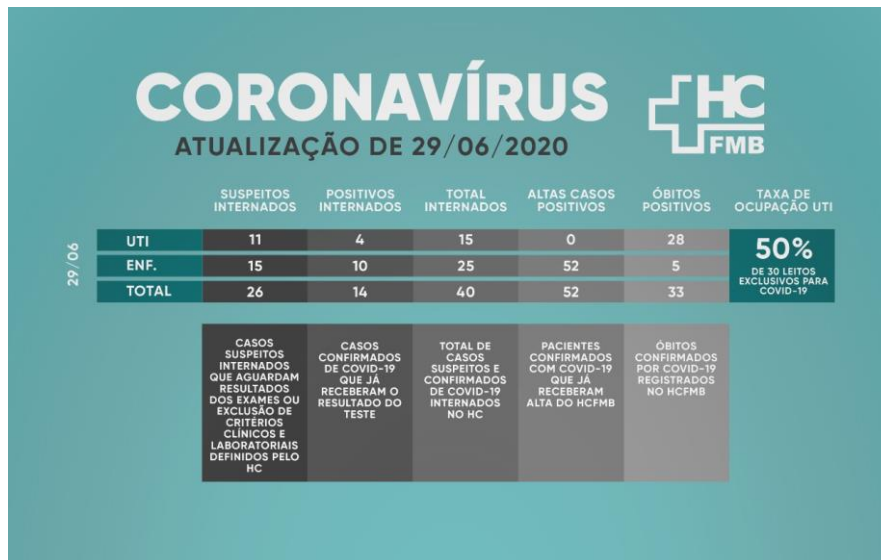 CORONAVÍRUS
ATUALIZAÇÃO DE 29/06/2020
HC
FMB
SUSPEITOS INTERNADOS
POSITIVOS INTERNADOS
TOTAL INTERNADOS
ALTAS CASOS POSITIVOS
ÓBITOS POSITIVOS
TAXA DE OCUPAÇÃO UTI
29/06
UTI 11 4 15 0 28
ENF. 15 10 25 52 5
TOTAL 26 14 40 52 33
50%
DE 30 LEITOS
EXCLUSIVOS PARA
COVID-19
CASOS
SUSPEITOS
INTERNADOS
QUE AGUARDAM
RESULTADOS
DOS EXAMES OU
EXCLUSÃO DE
CRITÉRIOS
CLÍNICOS E
LABORATORIAIS
DEFINIDOS PELO
HC
CASOS
CONFIRMADOS
DE COVID-19
QUE JÁ
RECEBERAM O
RESULTADO DO
TESTE
TOTAL DE
CASOS
SUSPEITOS E
CONFIRMADOS
DE COVID-19
INTERNADOS
NO HC
PACIENTES
CONFIRMADOS
COM COVID-19
QUE JÁ
RECEBERAM
ALTA DO HCFMB
ÓBITOS
CONFIRMADOS
POR COVID-19
REGISTRADOS
NO HCFMB